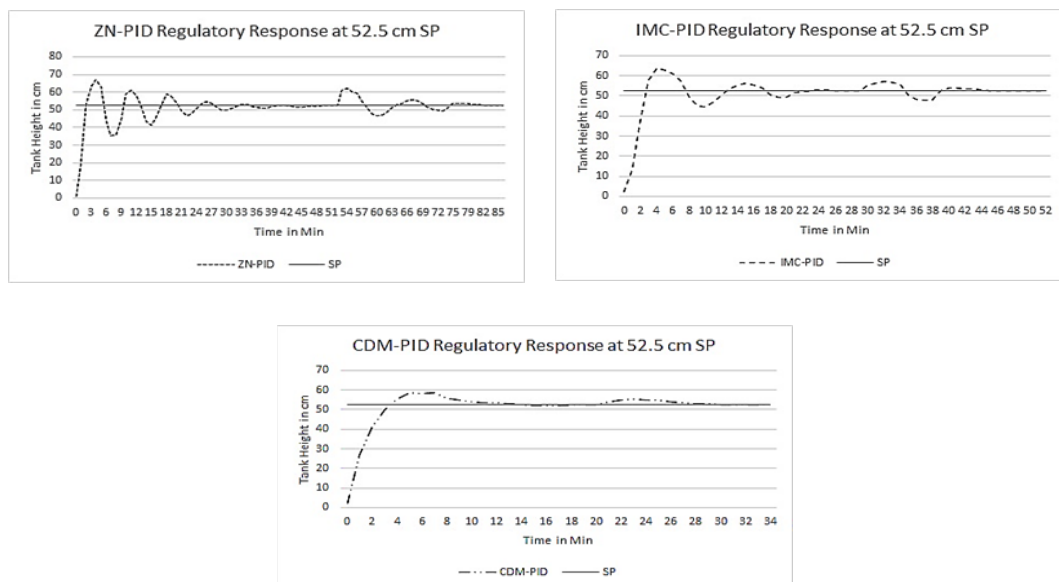 ZN-PID Regulatory Response at 52.5 cm SP
Tank Height in cm
80
70
60
50
40
30
20
10
0
0 3 6 9 12 15 18 21 24 27 30 33 36 39 42 45 48 51 54 57 60 63 66 69 72 75 79 82 85
Time in Min
ZN-PID SP
IMC-PID Regulatory Response at 52.5 cm SP
Tank Height in cm
70
60
50
40
30
20
10
0
0 2 4 6 8 10 12 14 16 18 20 22 24 26 28 30 32 34 36 38 40 42 44 46 48 50 52
Time in Min
IMC-PID SP
CDM-PID Regulatory Response at 52.5 cm SP
Tank Height in cm
70
60
50
40
30
20
10
0
0 2 4 6 8 10 12 14 16 18 20 22 24 26 28 30 32 34
Time in Min
CDM-PID SP